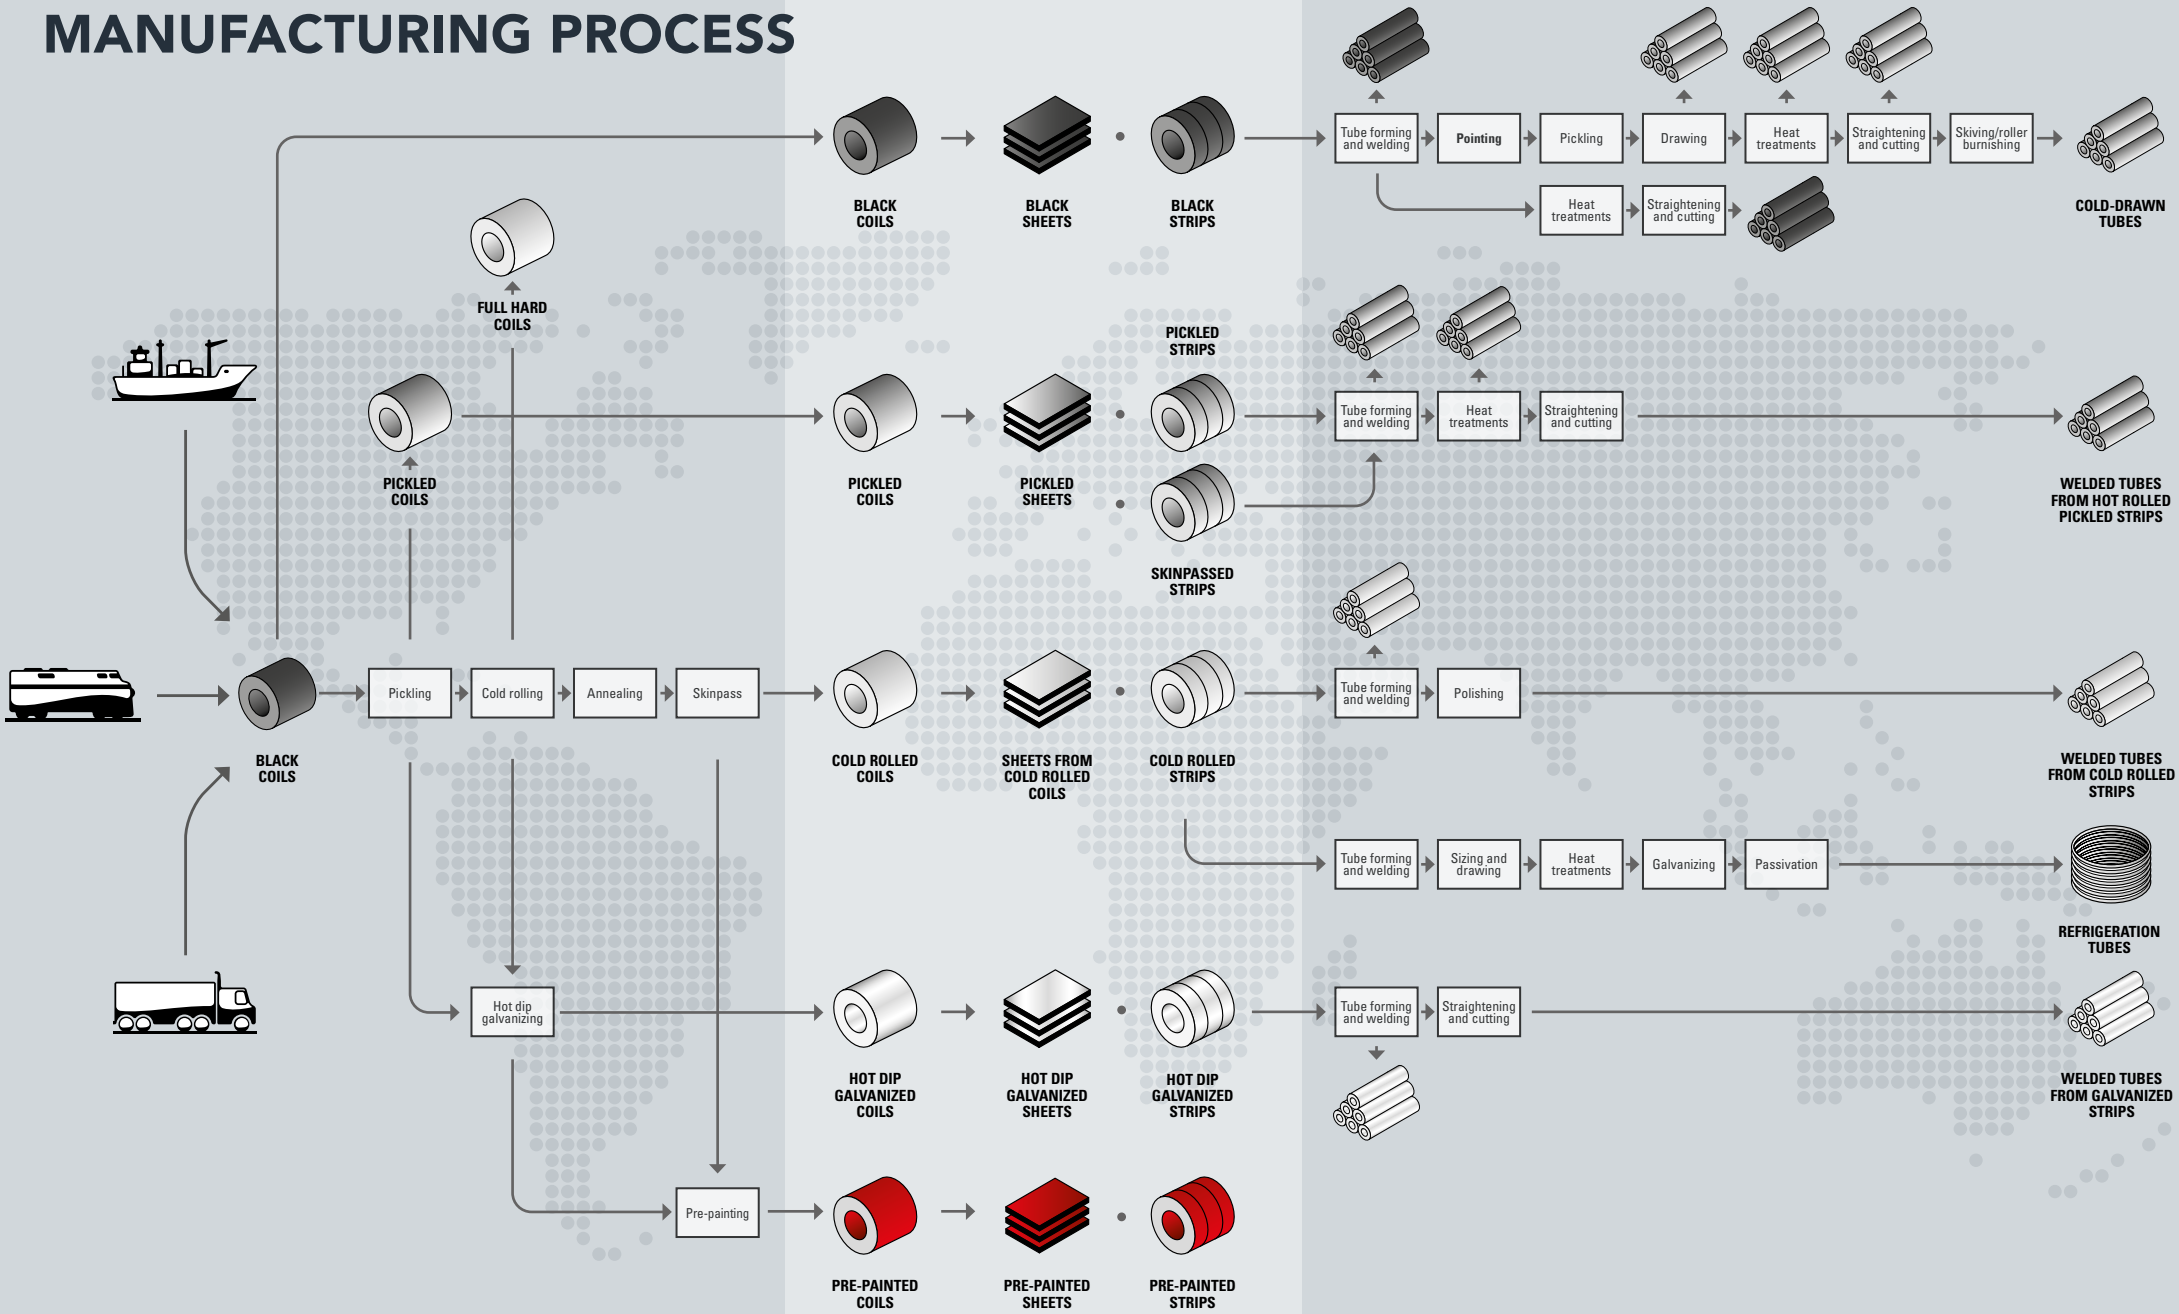 MANUFACTURING PROCESS
Tube forming
and welding
Pointing
Pickling
Drawing
Heat
treatments
Straightening
and cutting
Skiving/roller
burnishing
BLACK
COILS
BLACK
SHEETS
BLACK
STRIPS
Heat
treatments
Straightening
and cutting
COLD-DRAWN
TUBES
FULL HARD
COILS
PICKLED
STRIPS
PICKLED
COILS
PICKLED
COILS
PICKLED
SHEETS
Tube forming
and welding
Heat
treatments
Straightening
and cutting
WELDED TUBES
FROM HOT ROLLED
PICKLED STRIPS
SKINPASSED
STRIPS
BLACK
COILS
Pickling
Cold rolling
Annealing
Skinpass
COLD ROLLED
COILS
SHEETS FROM
COLD ROLLED
COILS
COLD ROLLED
STRIPS
Tube forming
and welding
Polishing
WELDED TUBES
FROM COLD ROLLED
STRIPS
Tube forming
and welding
Sizing and
drawing
Heat
treatments
Galvanizing
Passivation
REFRIGERATION
TUBES
Hot dip
galvanizing
HOT DIP
GALVANIZED
COILS
HOT DIP
GALVANIZED
SHEETS
HOT DIP
GALVANIZED
STRIPS
Tube forming
and welding
Straightening
and cutting
WELDED TUBES
FROM GALVANIZED
STRIPS
Pre-painting
PRE-PAINTED
COILS
PRE-PAINTED
SHEETS
PRE-PAINTED
STRIPS